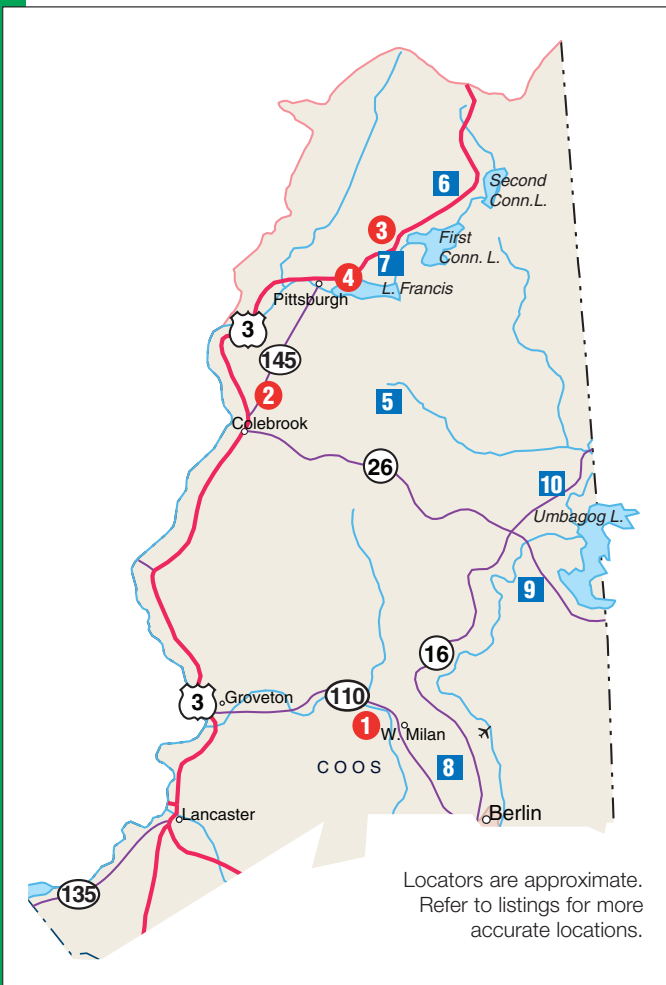 6
Second
Conn.L.
3
First
Conn. L.
7
4
L. Francis
Pittsburgh
3
145
2
5
Colebrook
26
10
Umbagog L.
9
16
110
3
Groveton
1
W. Milan
COOS
8
Lancaster
Berlin
135
Locators are approximate.
Refer to listings for more
accurate locations.